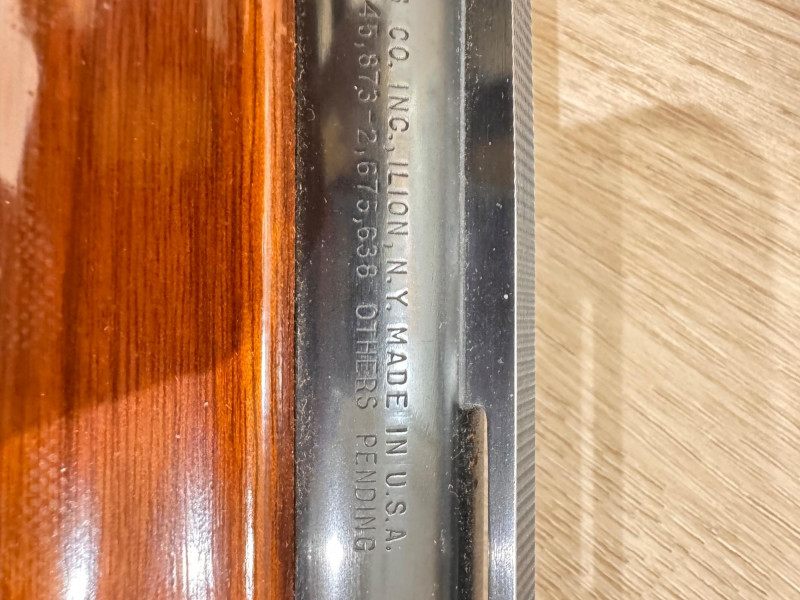 CO. INC., ILION, N.Y. MADE IN U.S.A.
45,873-2,675,638 OTHERS PENDING